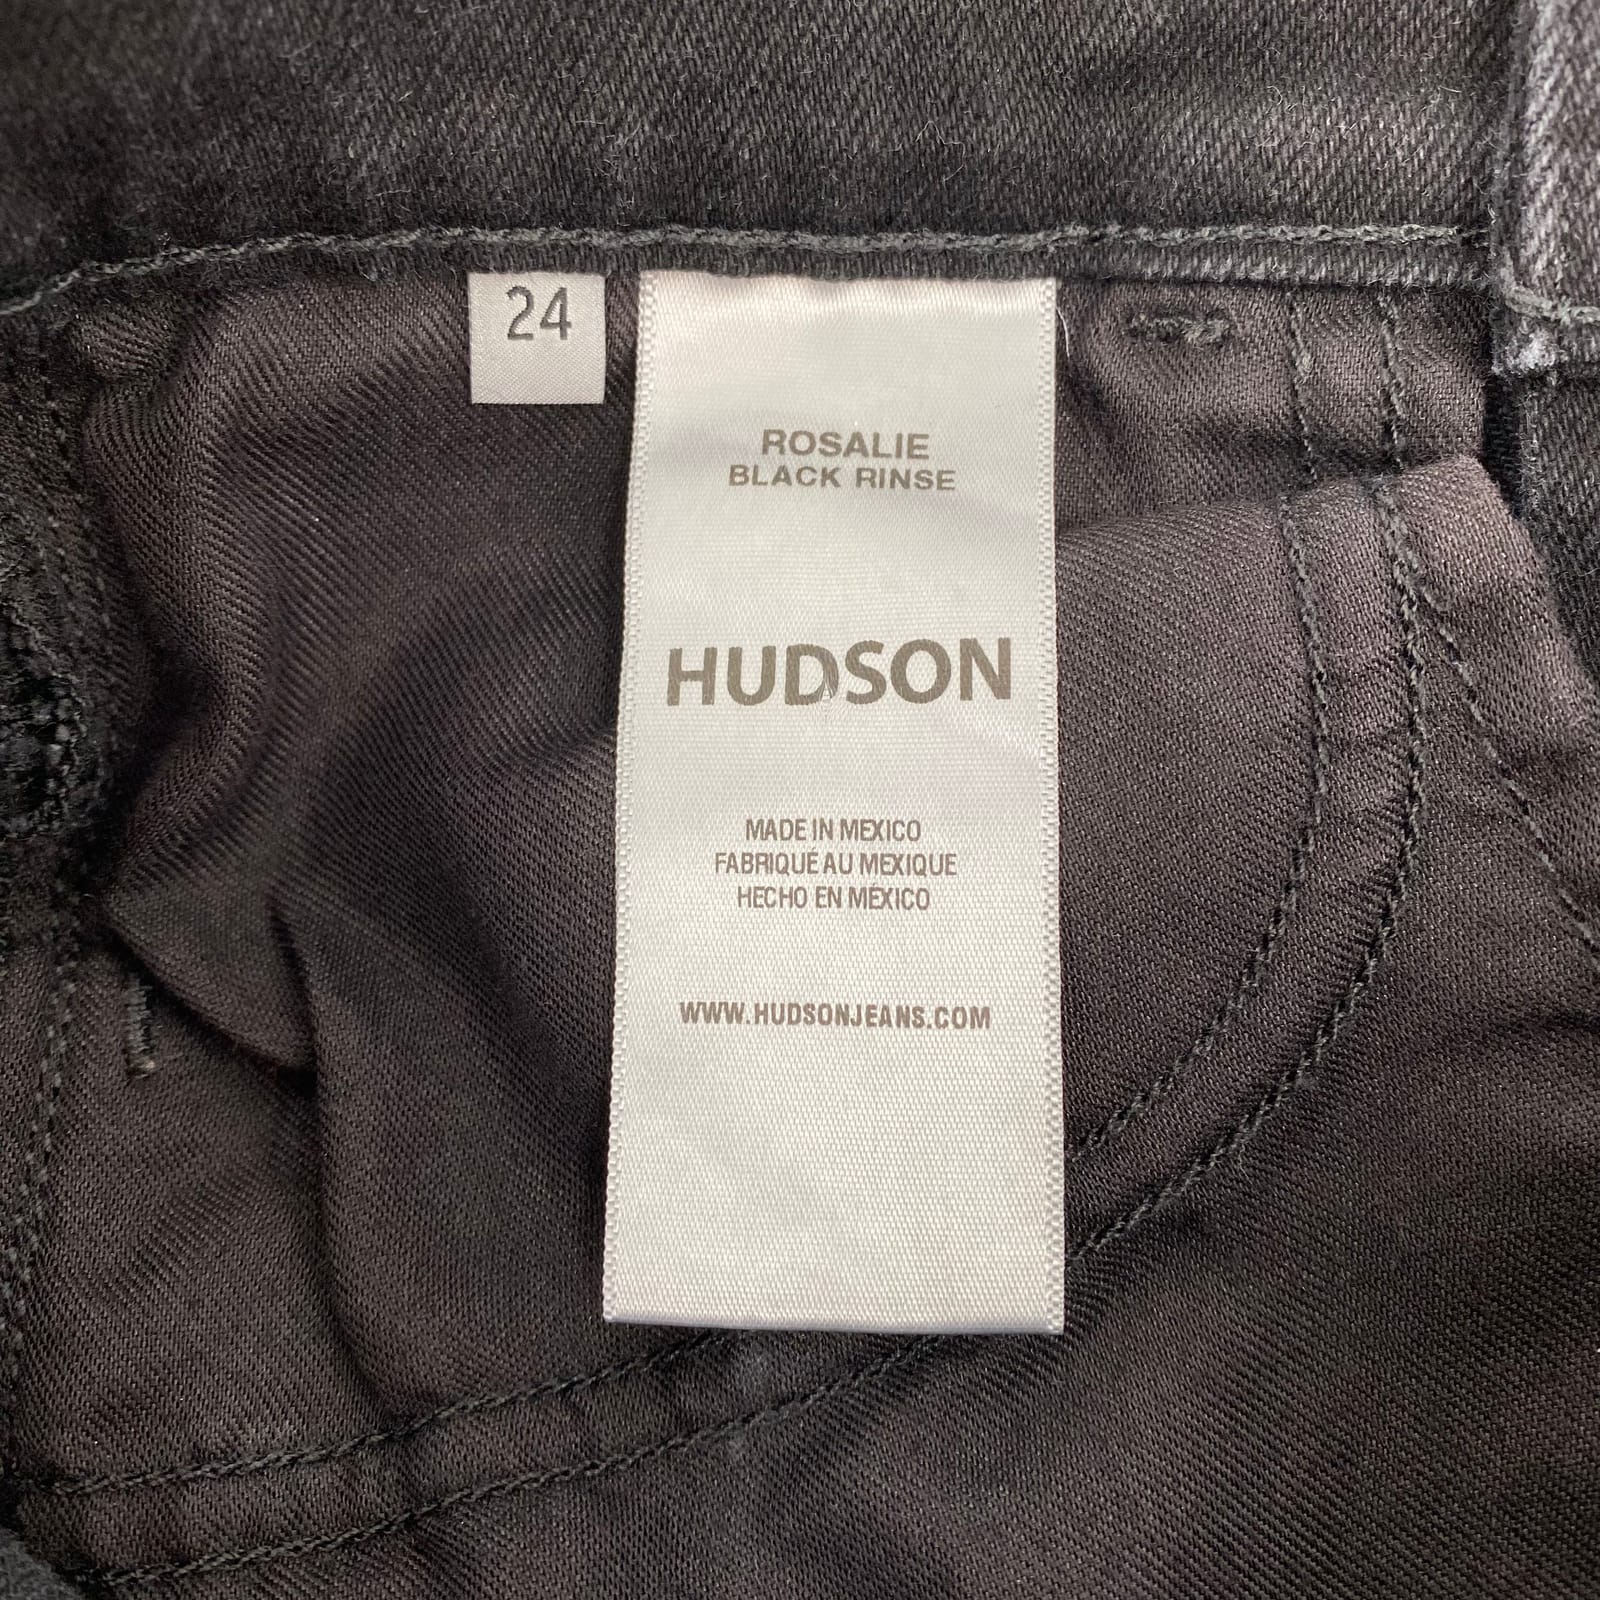 24
ROSALIE
BLACK RINSE
HUDSON
MADE IN MEXICO
FABRIQUÉ AU MEXIQUE
HECHO EN MÉXICO
WWW.HUDSONJEANS.COM